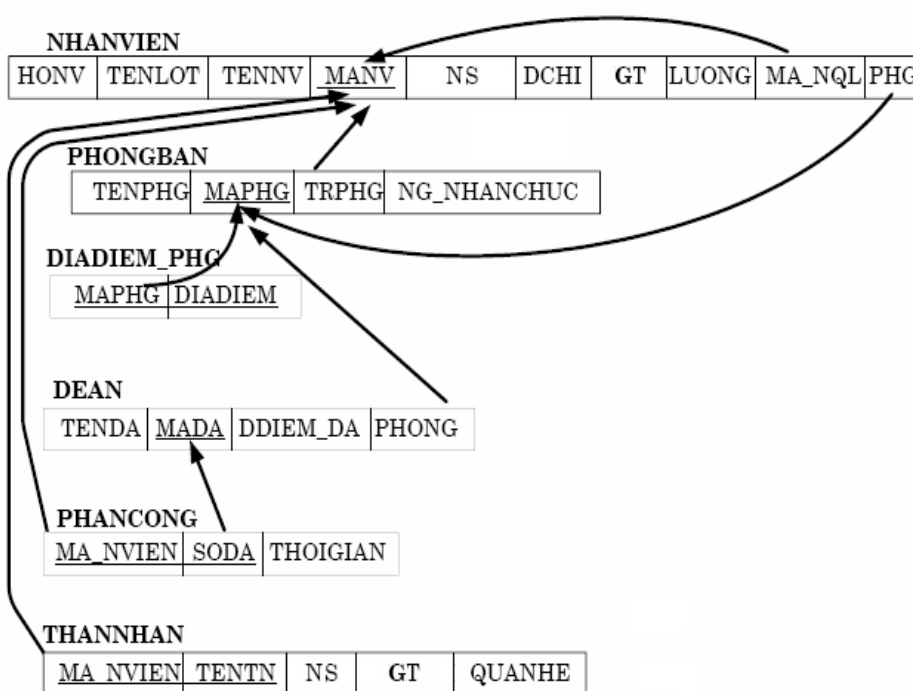 NHANVIEN
HONV TENLOT TENNV MANV NS DCHI GT LUONG MA_NQL PHG
PHONGBAN
TENPHG MAPHG TRPHG NG_NHANCHUC
DIADIEM_PHG
MAPHG DIADIEM
DEAN
TENDA MADA DDIEM_DA PHONG
PHANCONG
MA_NVIEN SODA THOIGIAN
THANNHAN
MA_NVIEN TENTN NS GT QUANHE